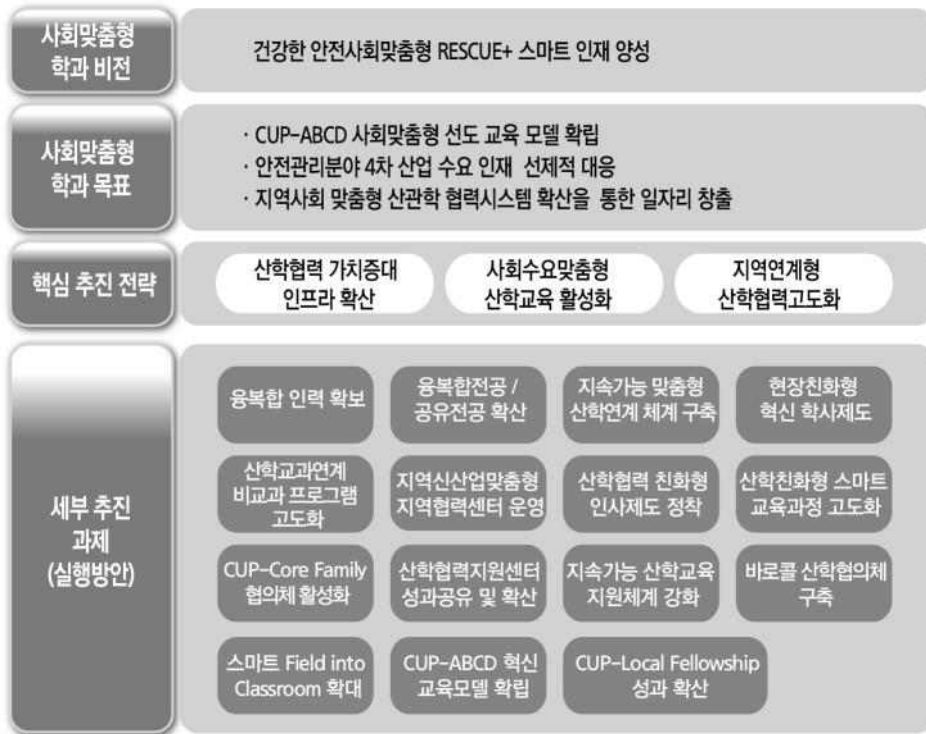 사회맞춤형
학과 비전
건강한 안전사회맞춤형 RESCUE+ 스마트 인재 양성
사회맞춤형
학과 목표
· CUP-ABCD 사회맞춤형 선도 교육 모델 확립
· 안전관리분야 4차 산업 수요 인재 선제적 대응
· 지역사회 맞춤형 산관학 협력시스템 확산을 통한 일자리 창출
핵심 추진 전략
산학협력 가치증대
인프라 확산
사회수요맞춤형
산학교육 활성화
지역연계형
산학협력고도화
세부 추진
과제
(실행방안)
융복합 인력 확보
융복합전공 /
공유전공 확산
지속가능 맞춤형
산학연계 체계 구축
현장친화형
혁신 학사제도
산학교과연계
비교과 프로그램
고도화
지역신산업맞춤형
지역협력센터 운영
산학협력 친화형
인사제도 정착
산학친화형 스마트
교육과정 고도화
CUP-Core Family
협의체 활성화
산학협력지원센터
성과공유 및 확산
지속가능 산학교육
지원체계 강화
바로콜 산학협의체
구축
스마트 Field into
Classroom 확대
CUP-ABCD 혁신
교육모델 확립
CUP-Local Fellowship
성과 확산